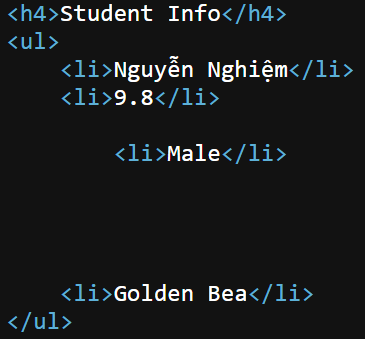 <h4>Student Info</h4>
<ul>
<li>Nguyễn Nghiệm</li>
<li>9.8</li>
<li>Male</li>
<li>Golden Bea</li>
</ul>